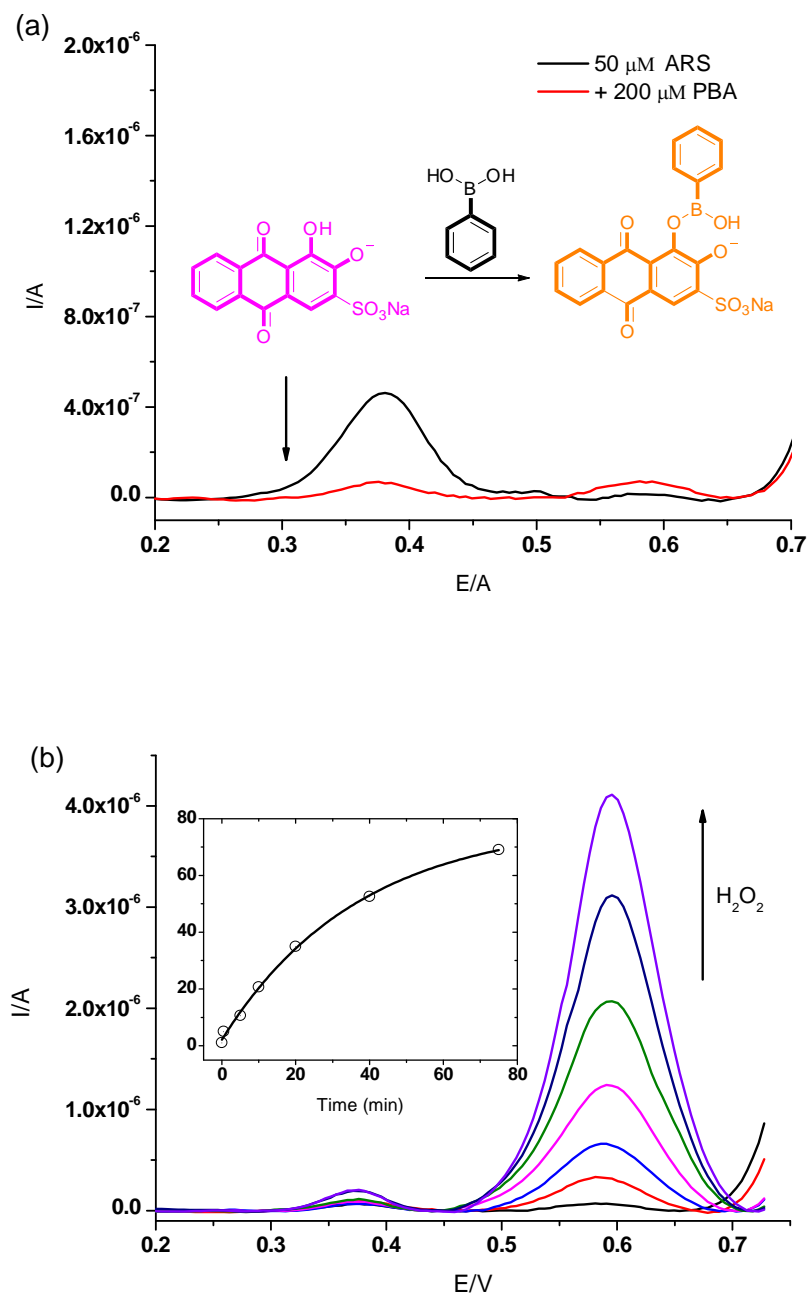 (a)
2.0x10⁻⁶
50 μM ARS
+ 200 μM PBA
1.6x10⁻⁶
HO OH
B
1.2x10⁻⁶
O OH
O⁻
SO₃Na
O
O O B OH
O⁻
SO₃Na
O
I/A
8.0x10⁻⁷
4.0x10⁻⁷
0.0
0.2 0.3 0.4 0.5 0.6 0.7
E/A
(b)
4.0x10⁻⁶
3.0x10⁻⁶
2.0x10⁻⁶
1.0x10⁻⁶
0.0
I/A
80
60
40
20
0
0 20 40 60 80
Time (min)
H₂O₂
0.2 0.3 0.4 0.5 0.6 0.7
E/V